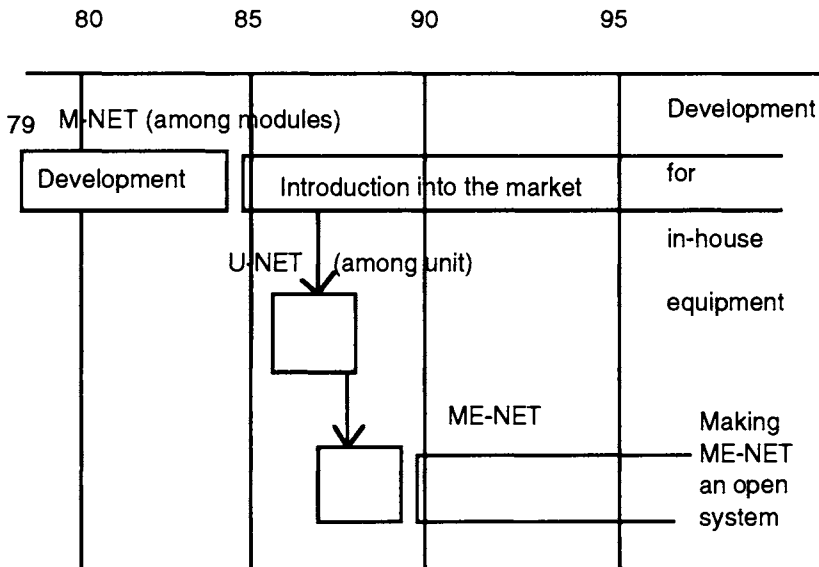 80 85 90 95
79 M-NET (among modules)
Development
Introduction into the market
Development
for
in-house
equipment
U-NET (among unit)
ME-NET
Making
ME-NET
an open
system